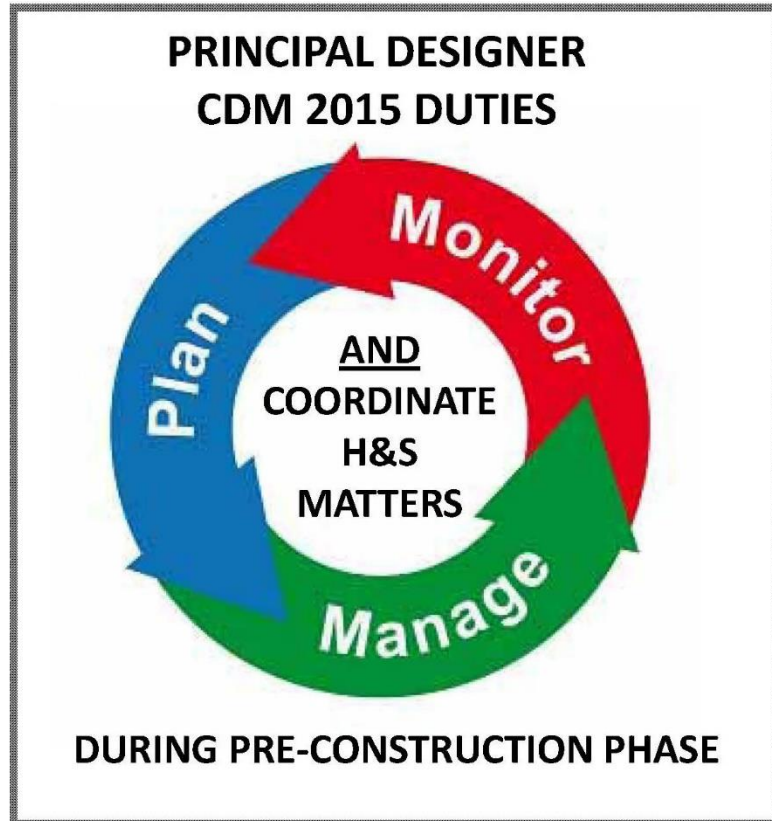 PRINCIPAL DESIGNER
CDM 2015 DUTIES
Plan
Monitor
Manage
AND
COORDINATE
H&S
MATTERS
DURING PRE-CONSTRUCTION PHASE